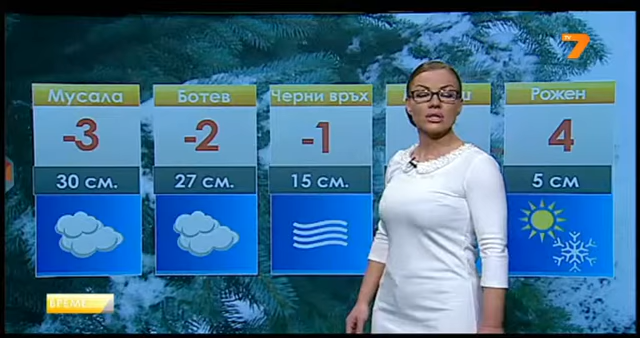 TV 7
Мусала
Ботев
Черни връх
Рожен
-3
-2
-1
4
30 см.
27 см.
15 см.
5 см
ВРЕМЕ